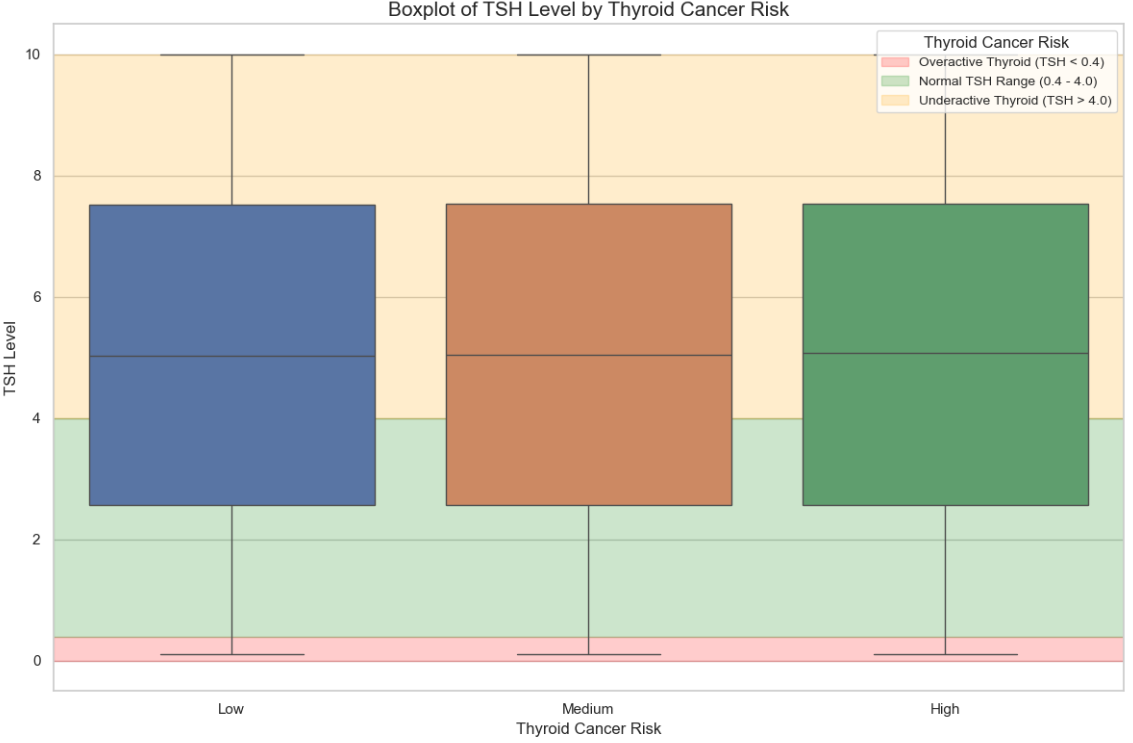 Boxplot of TSH Level by Thyroid Cancer Risk
Thyroid Cancer Risk
Overactive Thyroid (TSH < 0.4)
Normal TSH Range (0.4 - 4.0)
Underactive Thyroid (TSH > 4.0)
10
8
6
4
2
0
TSH Level
Low
Medium
High
Thyroid Cancer Risk